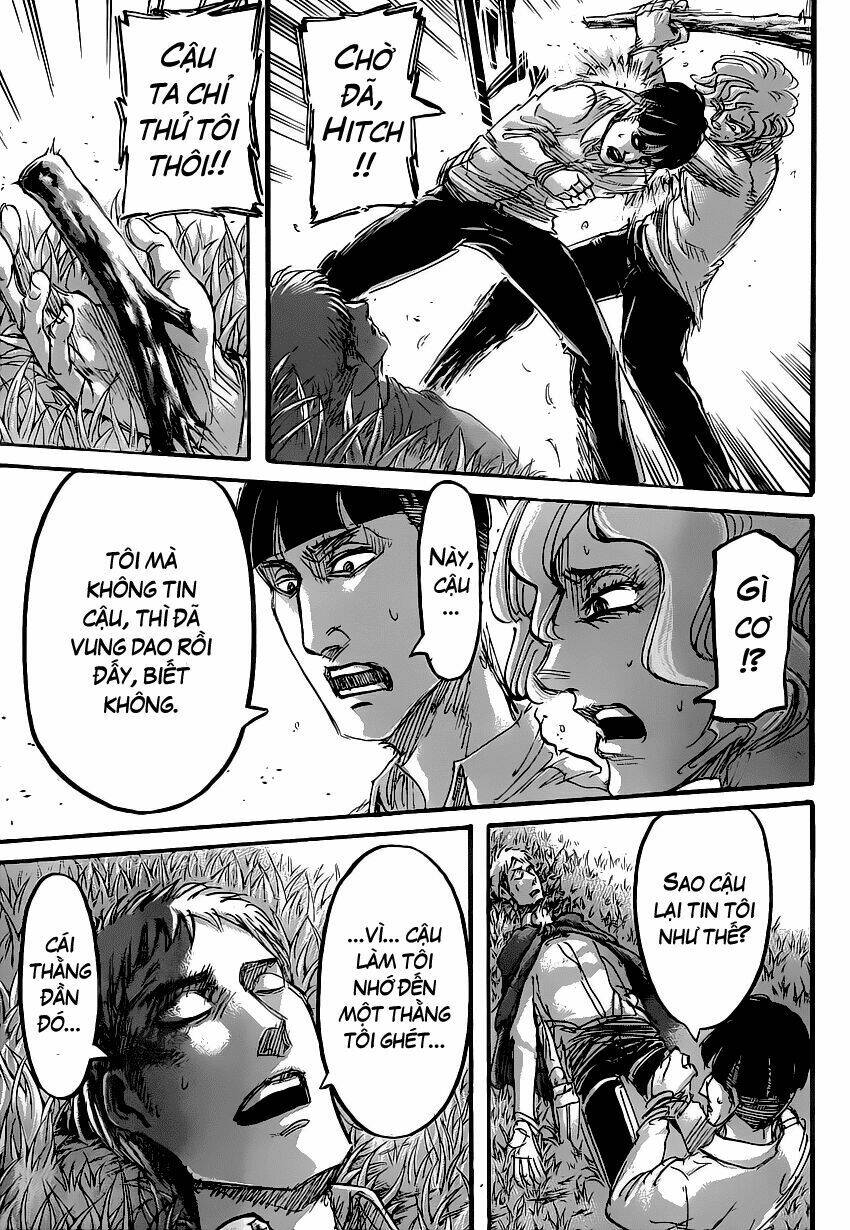 CHỜ
ĐÃ,
HITCH
!!
CẬU
TA CHỈ
THỬ TÔI
THÔI!!
GÌ
CƠ
!?
NÀY,
CẬU
...
TÔI MÀ
KHÔNG TIN
CẬU, THÌ ĐÃ
VUNG DAO RỒI
ĐẤY, BIẾT
KHÔNG.
SAO CẬU
LẠI TIN TÔI
NHƯ THẾ?
...VÌ... CẬU
LÀM TÔI
NHỚ ĐẾN
MỘT THẰNG
TÔI GHÉT...
CÁI
THẰNG
ĐẦN
ĐÓ...